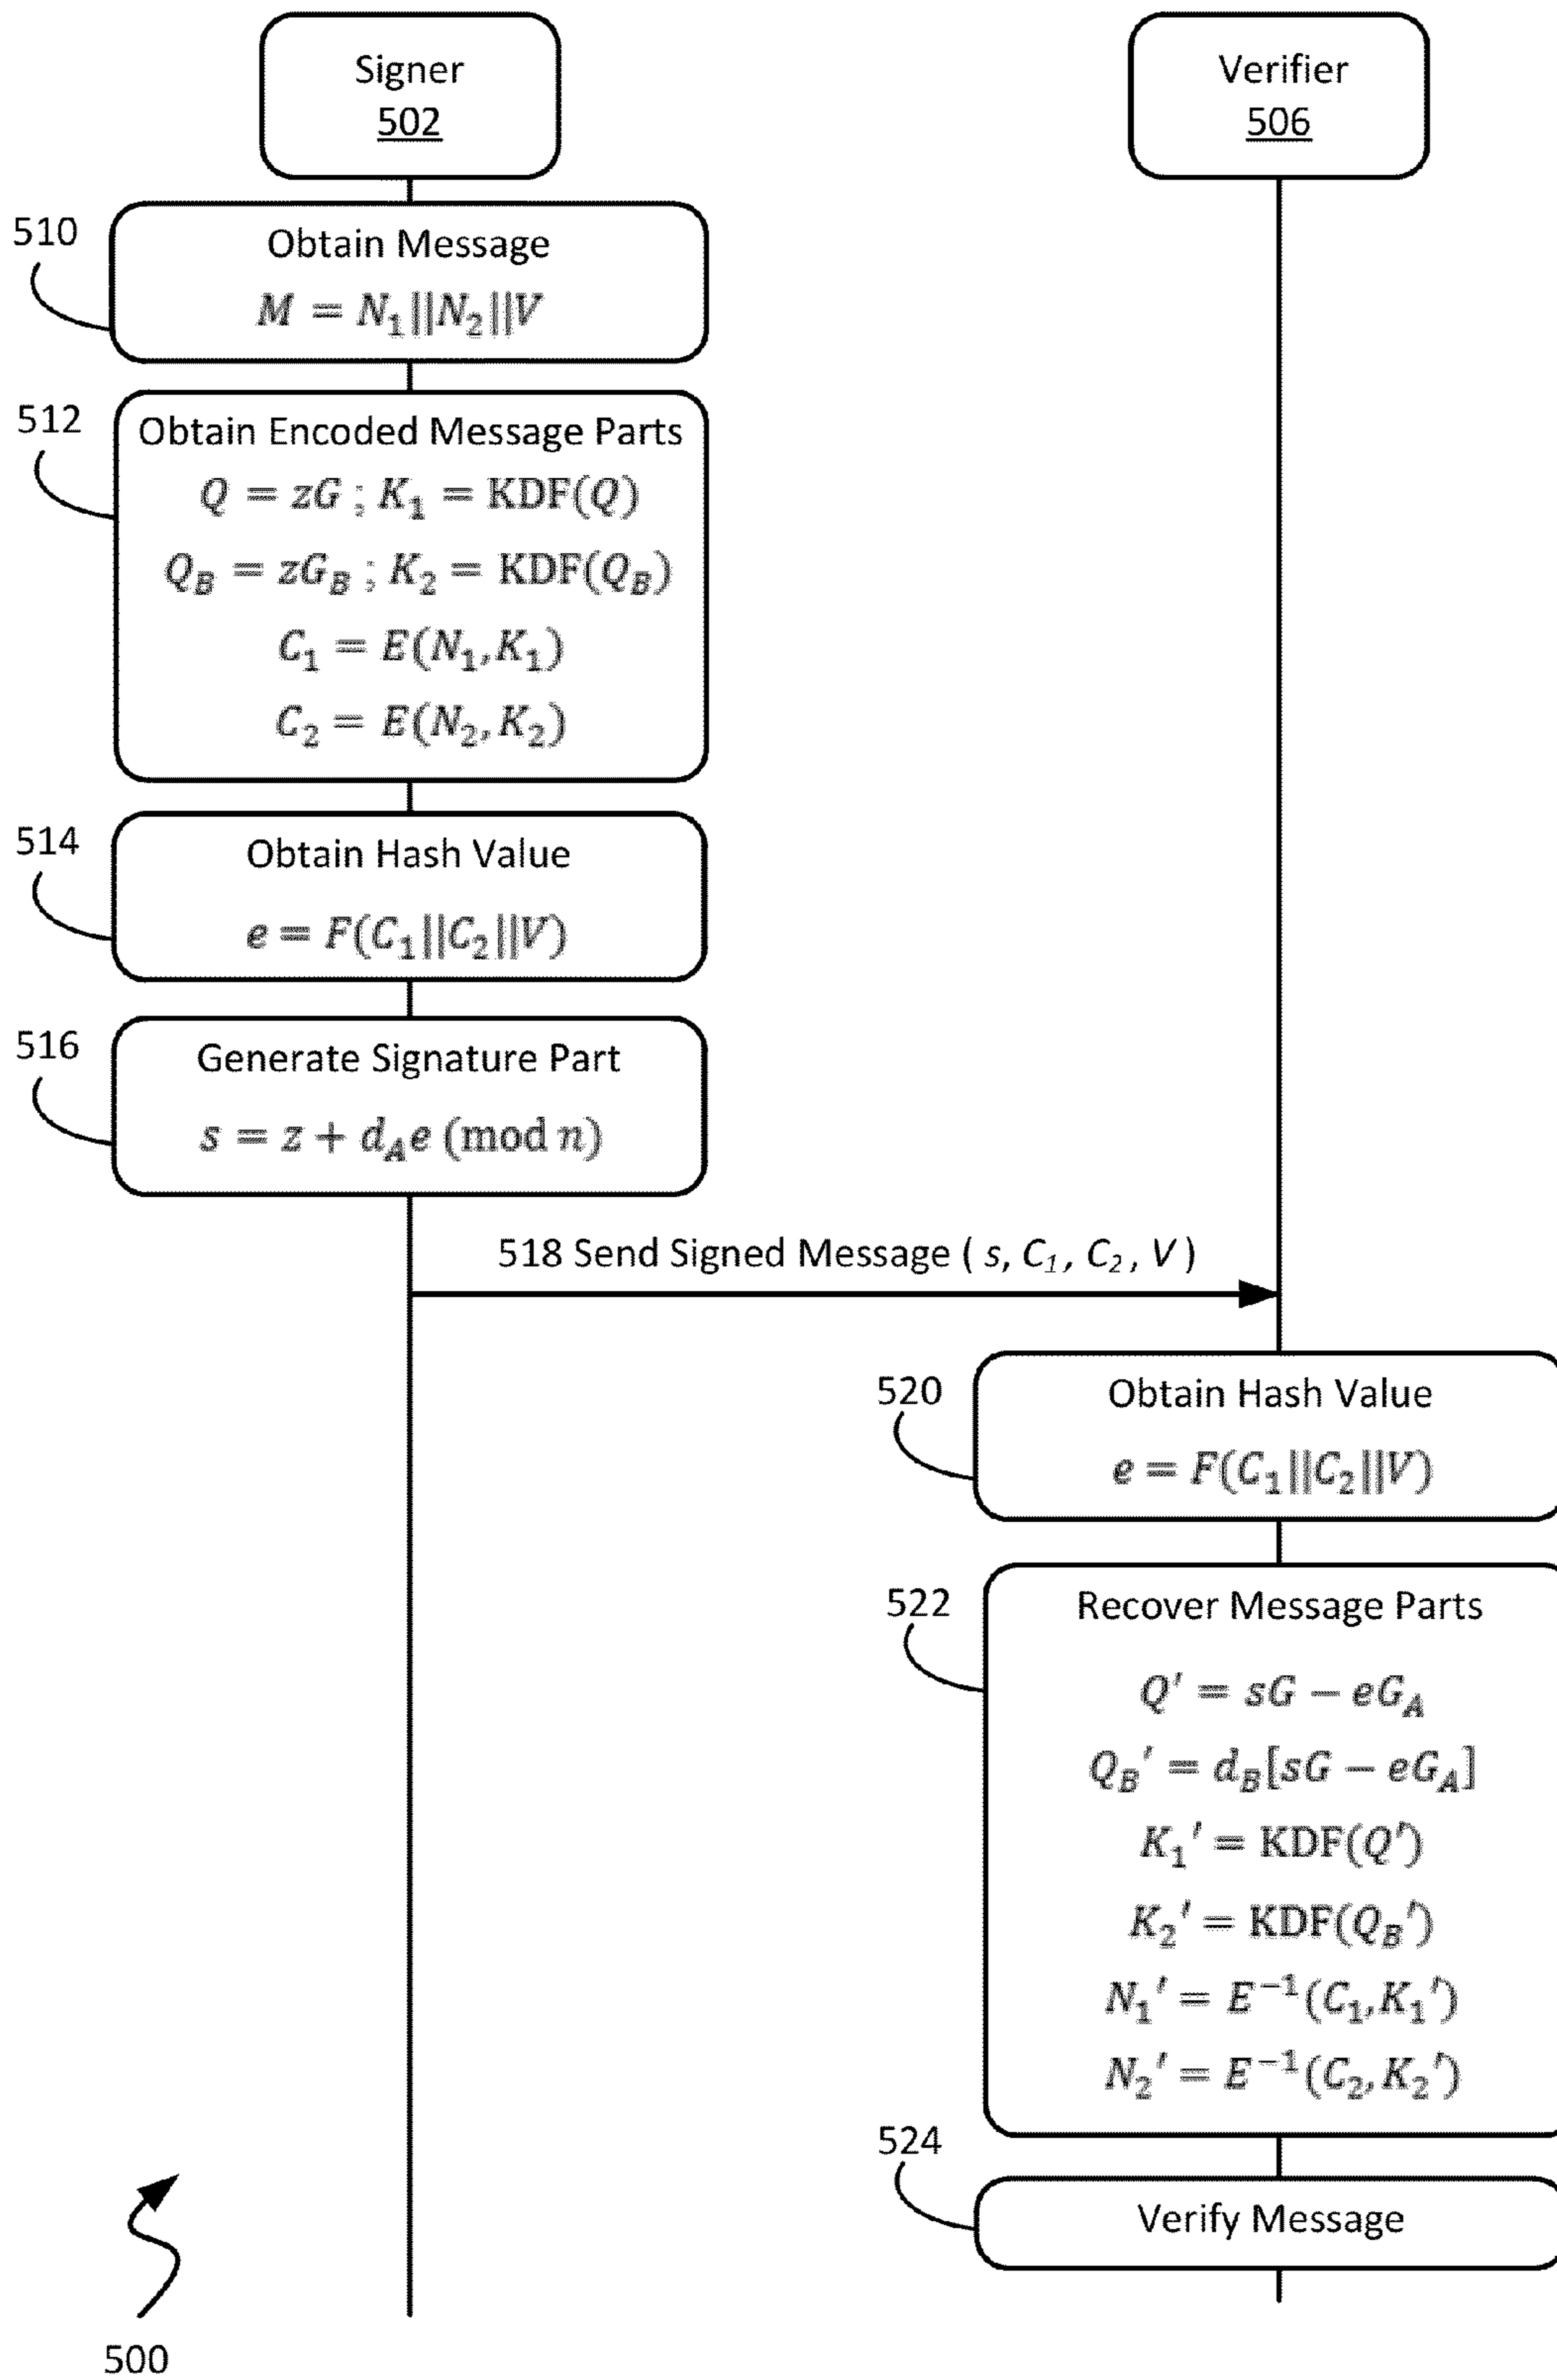 Signer
502
Verifier
506
510
Obtain Message
M = N₁||N₂||V
512
Obtain Encoded Message Parts
Q = zG ; K₁ = KDF(Q)
Q_B = zG_B ; K₂ = KDF(Q_B)
C₁ = E(N₁, K₁)
C₂ = E(N₂, K₂)
514
Obtain Hash Value
e = F(C₁||C₂||V)
516
Generate Signature Part
s = z + d_A e (mod n)
518 Send Signed Message ( s, C₁, C₂, V )
520
Obtain Hash Value
e = F(C₁||C₂||V)
522
Recover Message Parts
Q′ = sG − eG_A
Q_B′ = d_B[sG − eG_A]
K₁′ = KDF(Q′)
K₂′ = KDF(Q_B′)
N₁′ = E⁻¹(C₁, K₁′)
N₂′ = E⁻¹(C₂, K₂′)
524
Verify Message
500